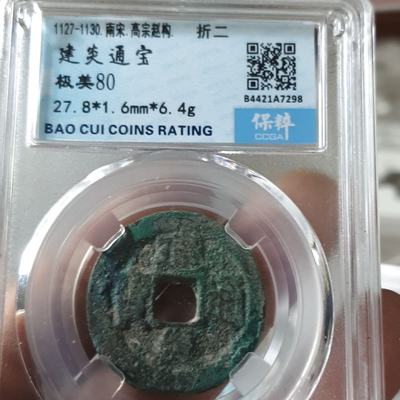 1127-1130.南宋.高宗赵构. 折二
建炎通宝
极美80
27.8*1.6mm*6.4g
BAO CUI COINS RATING
B4421A7298
保粹
CCGA